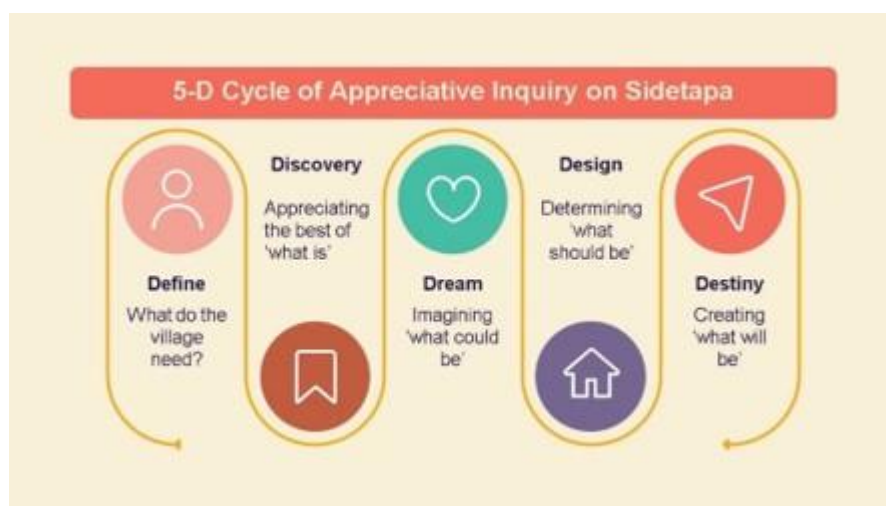 5-D Cycle of Appreciative Inquiry on Sidetapa
Define
What do the
village
need?
Discovery
Appreciating
the best of
'what is'
Dream
Imagining
'what could
be'
Design
Determining
'what
should be'
Destiny
Creating
'what will
be'